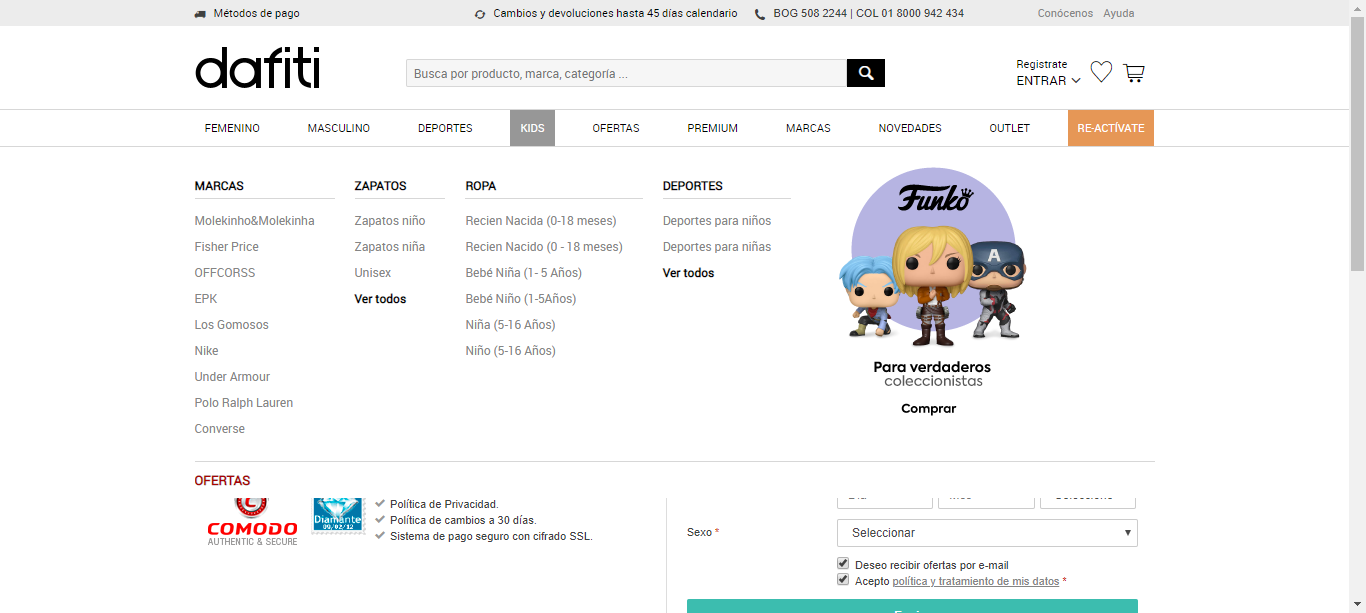 Métodos de pago
Cambios y devoluciones hasta 45 días calendario
BOG 508 2244 | COL 01 8000 942 434
Conócenos Ayuda
dafiti
Busca por producto, marca, categoría ...
Registrate
ENTRAR
FEMENINO MASCULINO DEPORTES KIDS OFERTAS PREMIUM MARCAS NOVEDADES OUTLET RE-ACTÍVATE
MARCAS
Molekinho&Molekinha
Fisher Price
OFFCORSS
EPK
Los Gomosos
Nike
Under Armour
Polo Ralph Lauren
Converse
ZAPATOS
Zapatos niño
Zapatos niña
Unisex
Ver todos
ROPA
Recien Nacida (0-18 meses)
Recien Nacido (0 - 18 meses)
Bebé Niña (1- 5 Años)
Bebé Niño (1-5Años)
Niña (5-16 Años)
Niño (5-16 Años)
DEPORTES
Deportes para niños
Deportes para niñas
Ver todos
Funko
A
Para verdaderos
coleccionistas
Comprar
OFERTAS
C
COMODO
AUTHENTIC & SECURE
Diamante
09/02/12
Política de Privacidad.
Política de cambios a 30 días.
Sistema de pago seguro con cifrado SSL.
Sexo *
Seleccionar
Deseo recibir ofertas por e-mail
Acepto política y tratamiento de mis datos *